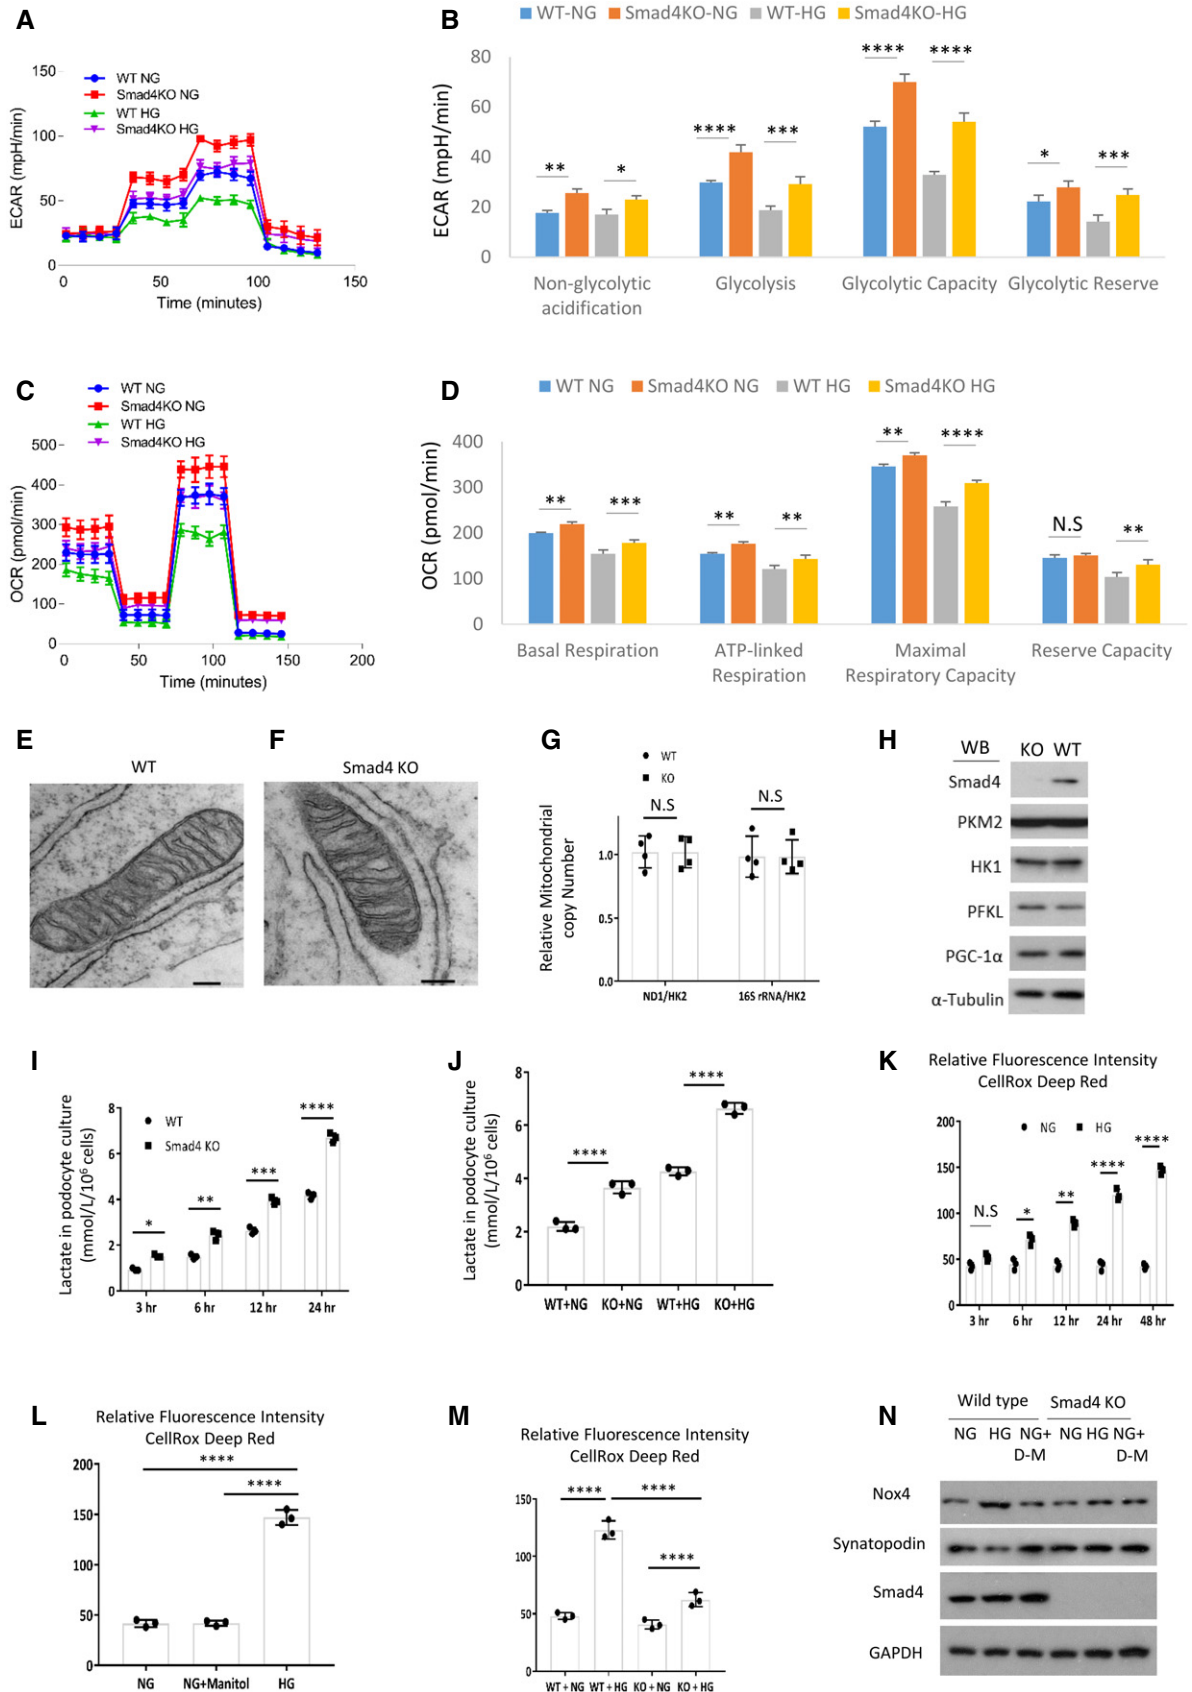 A
WT NG
Smad4KO NG
WT HG
Smad4KO HG
ECAR (mpH/min)
150
100
50
0
0 50 100 150
Time (minutes)
B
WT-NG Smad4KO-NG WT-HG Smad4KO-HG
ECAR (mpH/min)
80
60
40
20
0
** * **** *** **** **** * ***
Non-glycolytic acidification
Glycolysis
Glycolytic Capacity
Glycolytic Reserve
C
WT NG
Smad4KO NG
WT HG
Smad4KO HG
OCR (pmol/min)
500
400
300
200
100
0
0 50 100 150 200
Time (minutes)
D
WT NG Smad4KO NG WT HG Smad4KO HG
OCR (pmol/min)
400
300
200
100
0
** *** ** ** ** **** N.S **
Basal Respiration
ATP-linked Respiration
Maximal Respiratory Capacity
Reserve Capacity
E
WT
F
Smad4 KO
G
WT
KO
N.S N.S
Relative Mitochondrial copy Number
1.0
0.5
0.0
ND1/HK2 16S rRNA/HK2
H
WB KO WT
Smad4
PKM2
HK1
PFKL
PGC-1α
α-Tubulin
I
WT
Smad4 KO
Lactate in podocyte culture (mmol/L/10⁶ cells)
8
6
4
2
0
* ** *** ****
3 hr 6 hr 12 hr 24 hr
J
Lactate in podocyte culture (mmol/L/10⁶ cells)
8
6
4
2
0
**** ****
WT+NG KO+NG WT+HG KO+HG
K
Relative Fluorescence Intensity
CellRox Deep Red
NG HG
200
150
100
50
0
N.S * ** **** ****
3 hr 6 hr 12 hr 24 hr 48 hr
L
Relative Fluorescence Intensity
CellRox Deep Red
200
150
100
50
0
****
****
NG NG+Manitol HG
M
Relative Fluorescence Intensity
CellRox Deep Red
150
100
50
0
**** ****
****
WT + NG WT + HG KO + NG KO + HG
N
Wild type Smad4 KO
NG HG NG+ D-M NG HG NG+ D-M
Nox4
Synatopodin
Smad4
GAPDH